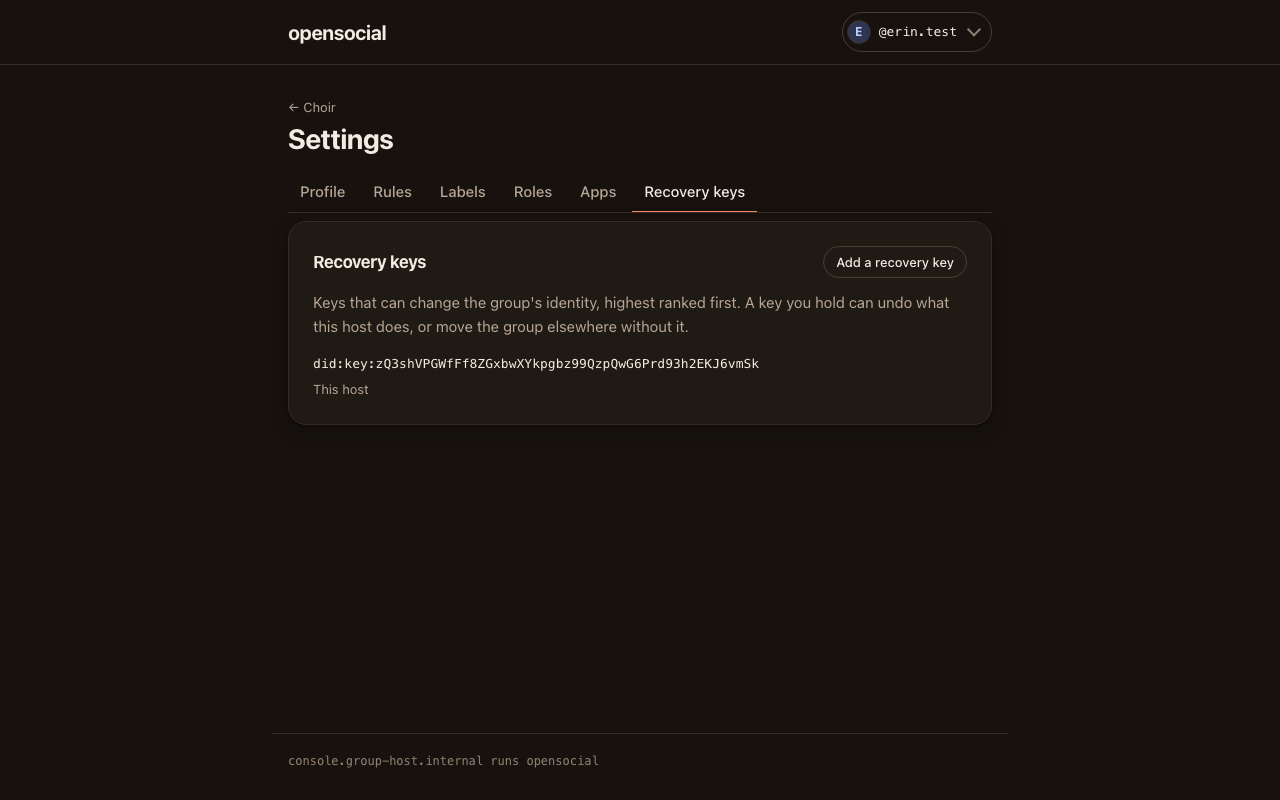 opensocial
E @erin.test
← Choir
Settings
Profile Rules Labels Roles Apps Recovery keys
Recovery keys
Add a recovery key
Keys that can change the group's identity, highest ranked first. A key you hold can undo what
this host does, or move the group elsewhere without it.
did:key:zQ3shVPGWfFf8ZGxbwXYkpgbz99QzpQwG6Prd93h2EKJ6vmSk
This host
console.group-host.internal runs opensocial